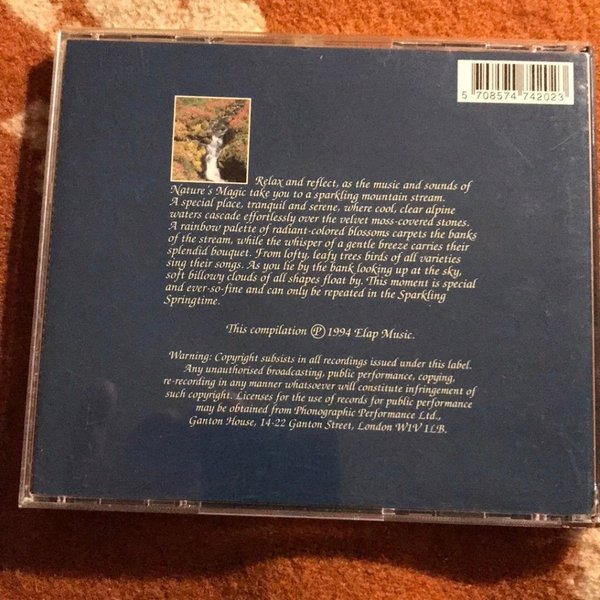 5 708574 742023
Relax and reflect, as the music and sounds of
Nature's Magic take you to a sparkling mountain stream.
A special place, tranquil and serene, where cool, clear alpine
waters cascade effortlessly over the velvet moss-covered stones.
A rainbow palette of radiant-colored blossoms carpets the banks
of the stream, while the whisper of a gentle breeze carries their
splendid bouquet. From lofty, leafy trees birds of all varieties
sing their songs. As you lie by the bank looking up at the sky,
soft billowy clouds of all shapes float by. This moment is special
and ever-so-fine and can only be repeated in the Sparkling
Springtime.
This compilation ℗ 1994 Elap Music.
Warning: Copyright subsists in all recordings issued under this label.
Any unauthorised broadcasting, public performance, copying,
re-recording in any manner whatsoever will constitute infringement of
such copyright. Licenses for the use of records for public performance
may be obtained from Phonographic Performance Ltd.,
Ganton House, 14-22 Ganton Street, London W1V 1LB.